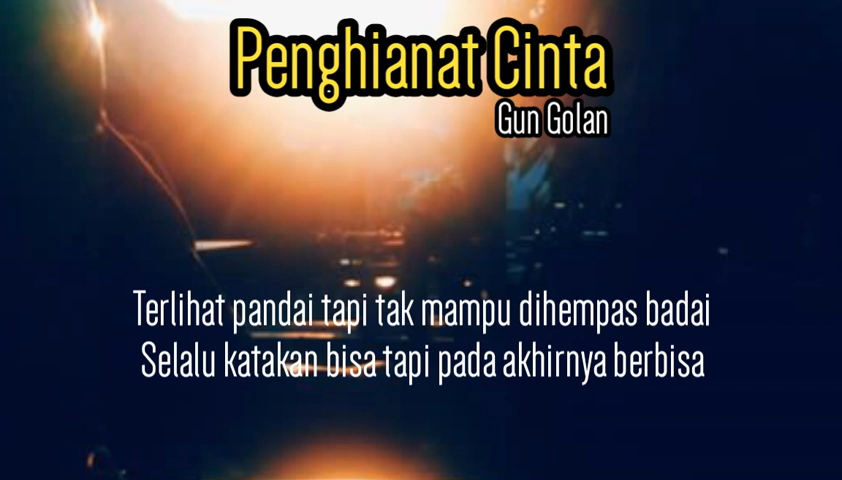 Penghianat Cinta
Gun Golan
Terlihat pandai tapi tak mampu dihempas badai
Selalu katakan bisa tapi pada akhirnya berbisa